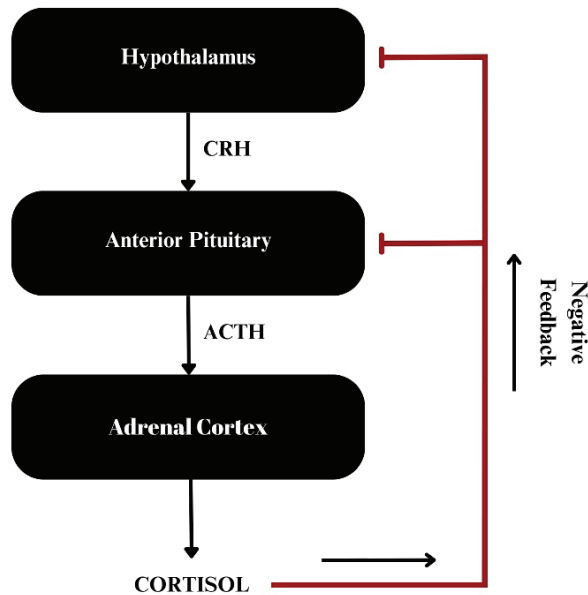 Hypothalamus
CRH
Anterior Pituitary
ACTH
Adrenal Cortex
CORTISOL
Negative
Feedback